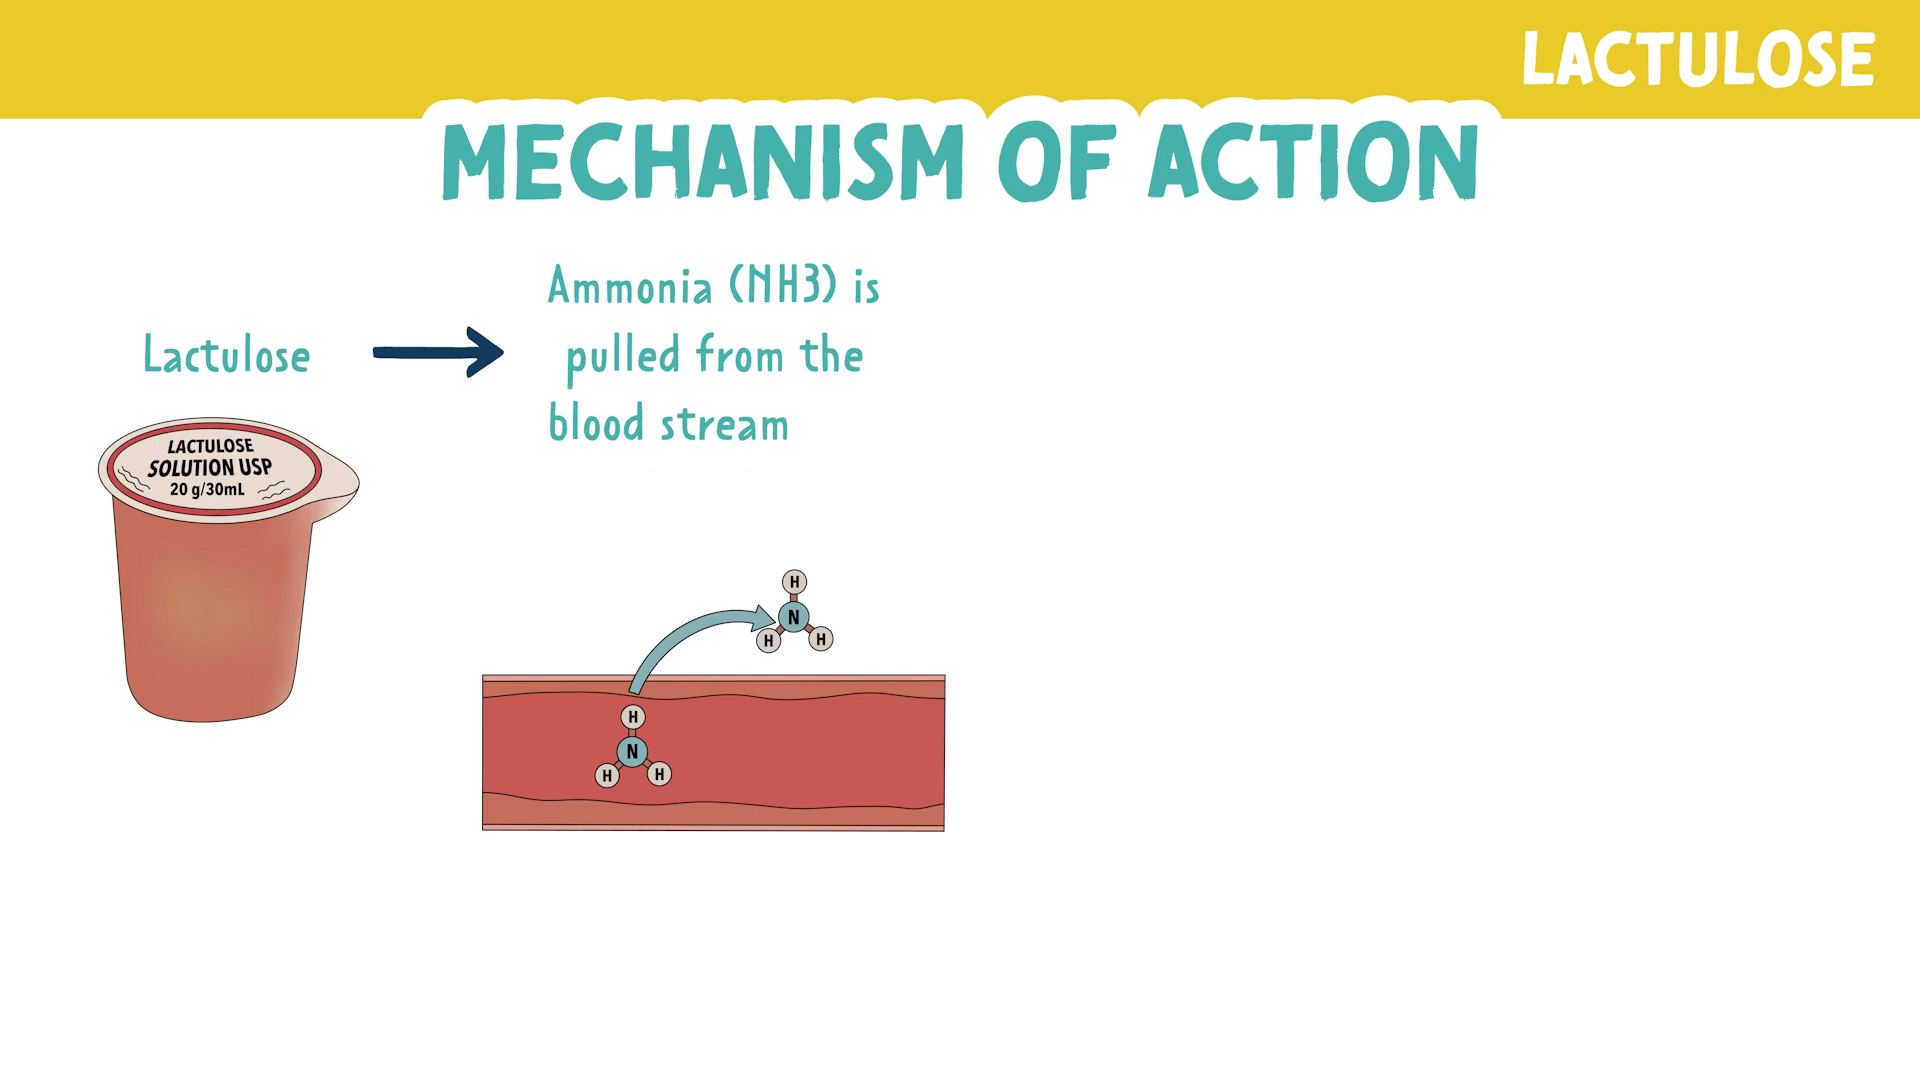 LACTULOSE
MECHANISM OF ACTION
Lactulose
Ammonia (NH3) is
pulled from the
blood stream
LACTULOSE
SOLUTION USP
20 g/30mL
H
N
H
H
H
N
H
H